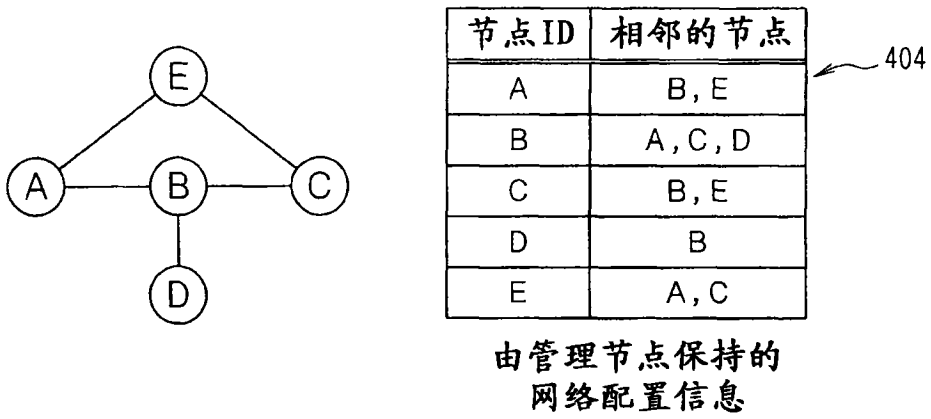 E
A
B
C
D
节点ID 相邻的节点
A B,E
B A,C,D
C B,E
D B
E A,C
404
由管理节点保持的
网络配置信息